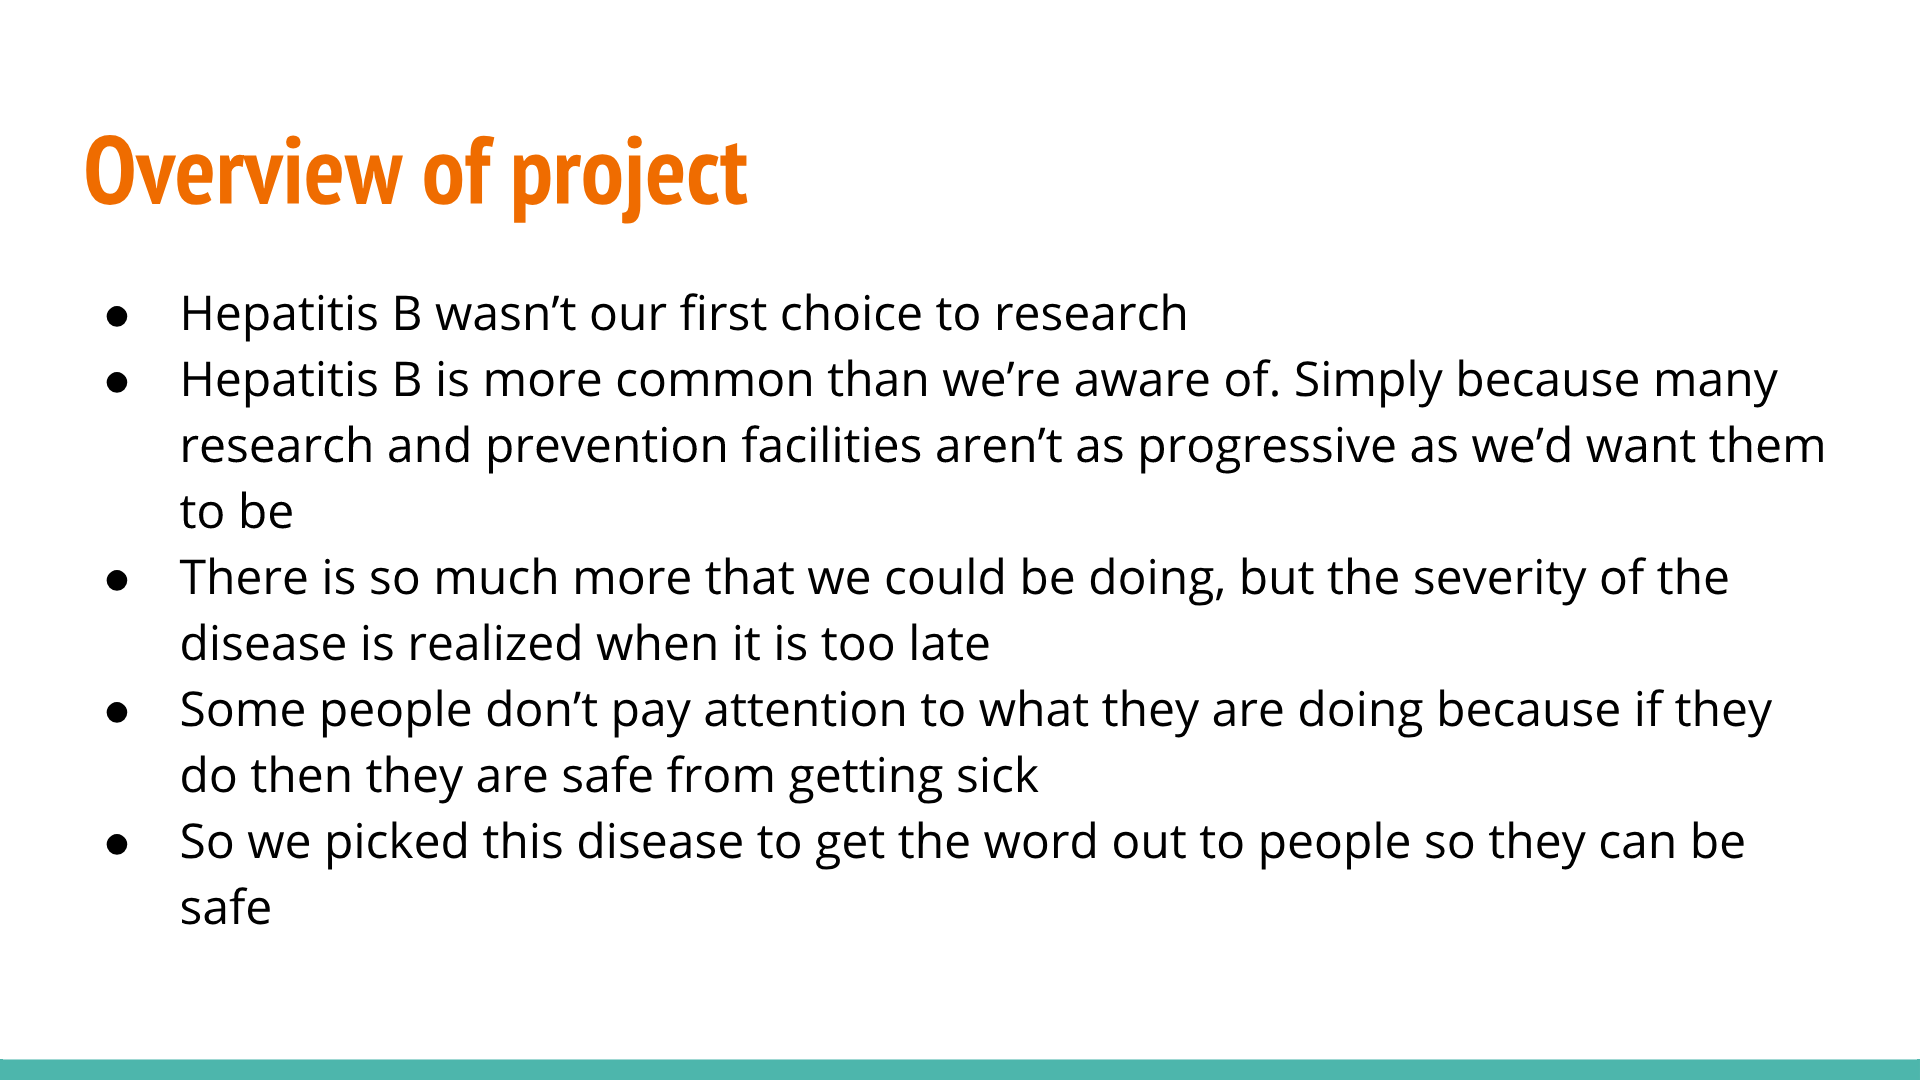 Overview of project
● Hepatitis B wasn’t our first choice to research
● Hepatitis B is more common than we’re aware of. Simply because many
research and prevention facilities aren’t as progressive as we’d want them
to be
● There is so much more that we could be doing, but the severity of the
disease is realized when it is too late
● Some people don’t pay attention to what they are doing because if they
do then they are safe from getting sick
● So we picked this disease to get the word out to people so they can be
safe